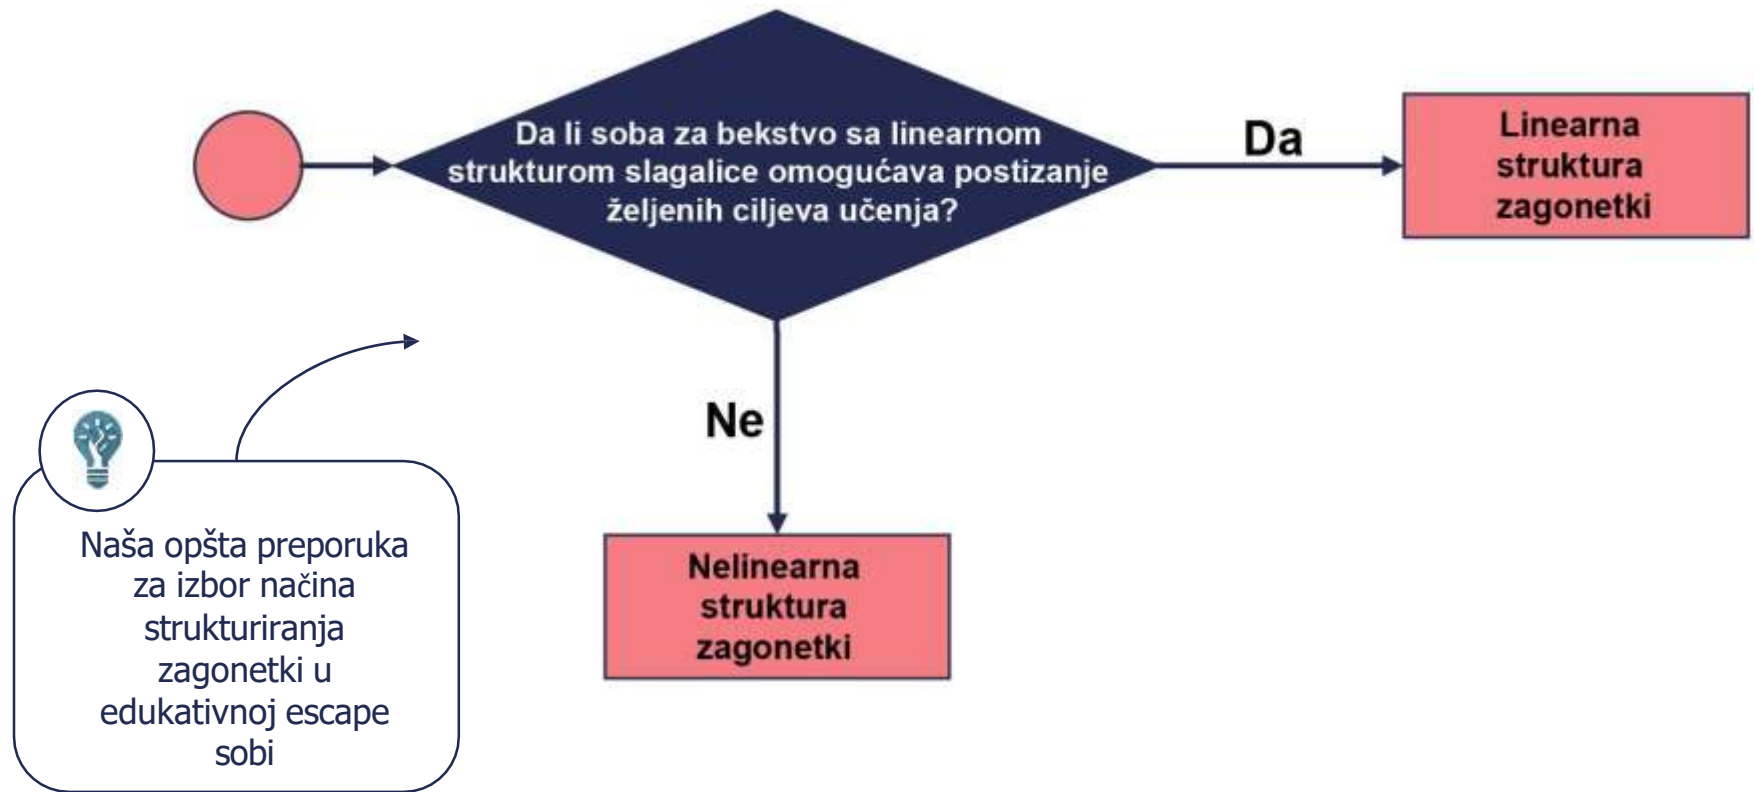 Da li soba za bekstvo sa linearnom
strukturom slagalice omogućava postizanje
željenih ciljeva učenja?
Da
Linearna
struktura
zagonetki
Ne
Nelinearna
struktura
zagonetki
Naša opšta preporuka
za izbor načina
strukturiranja
zagonetki u
edukativnoj escape
sobi